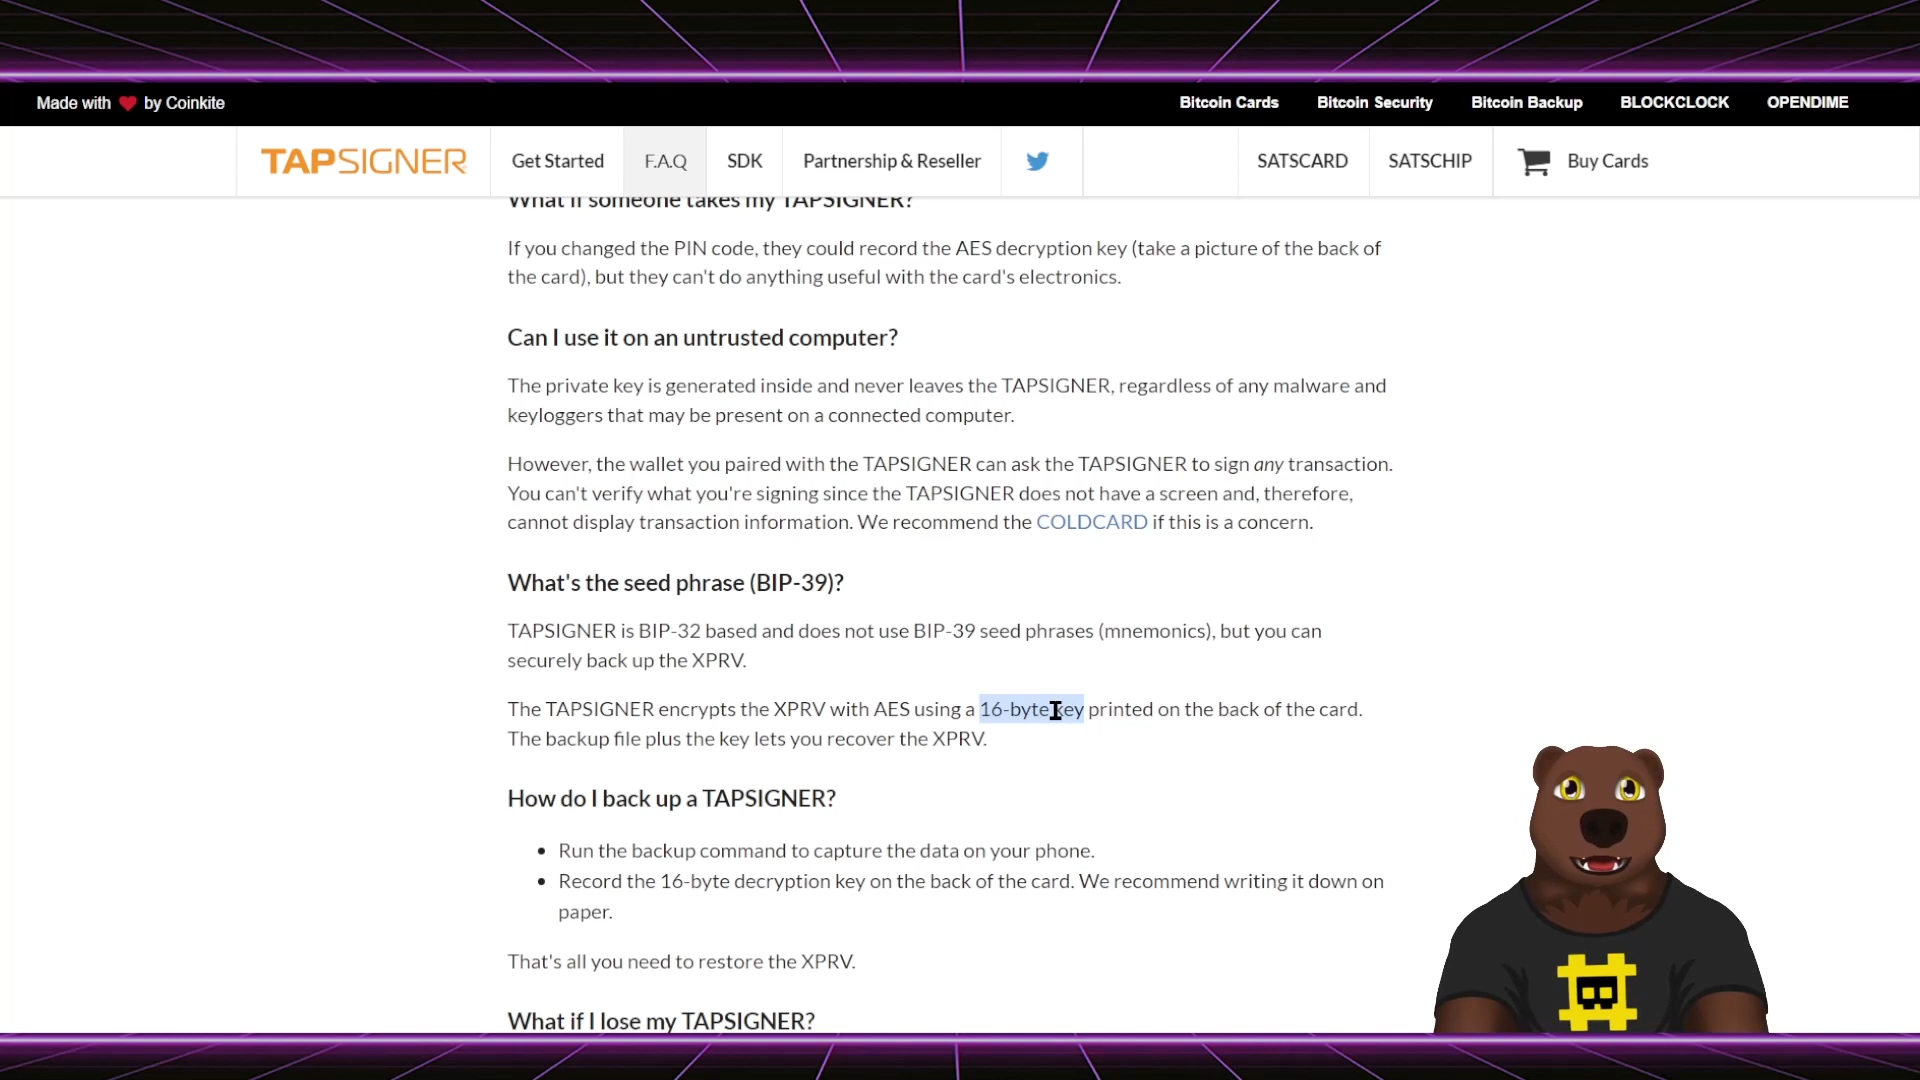 Made with ❤ by Coinkite
Bitcoin Cards
Bitcoin Security
Bitcoin Backup
BLOCKCLOCK
OPENDIME
TAPSIGNER
Get Started
F.A.Q
SDK
Partnership & Reseller
SATSCARD
SATSCHIP
Buy Cards
What if someone takes my TAPSIGNER?
If you changed the PIN code, they could record the AES decryption key (take a picture of the back of
the card), but they can't do anything useful with the card's electronics.
Can I use it on an untrusted computer?
The private key is generated inside and never leaves the TAPSIGNER, regardless of any malware and
keyloggers that may be present on a connected computer.
However, the wallet you paired with the TAPSIGNER can ask the TAPSIGNER to sign any transaction.
You can't verify what you're signing since the TAPSIGNER does not have a screen and, therefore,
cannot display transaction information. We recommend the COLDCARD if this is a concern.
What's the seed phrase (BIP-39)?
TAPSIGNER is BIP-32 based and does not use BIP-39 seed phrases (mnemonics), but you can
securely back up the XPRV.
The TAPSIGNER encrypts the XPRV with AES using a 16-byte key printed on the back of the card.
The backup file plus the key lets you recover the XPRV.
How do I back up a TAPSIGNER?
• Run the backup command to capture the data on your phone.
• Record the 16-byte decryption key on the back of the card. We recommend writing it down on
paper.
That's all you need to restore the XPRV.
What if I lose my TAPSIGNER?